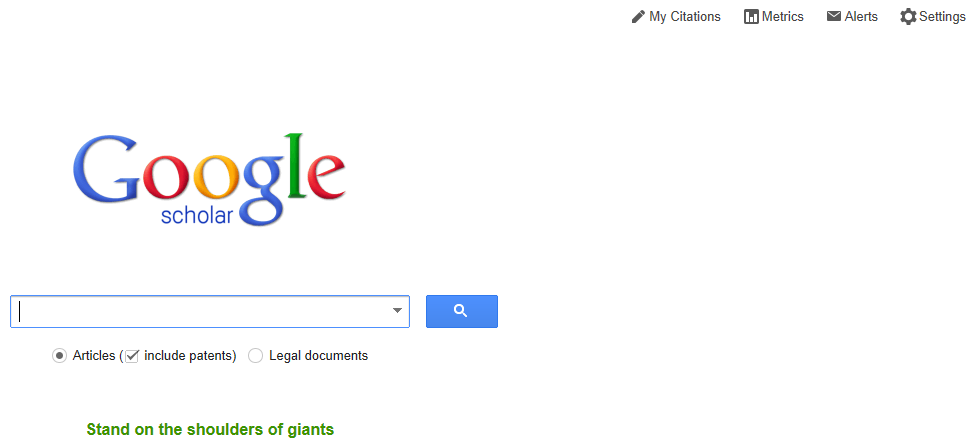 My Citations Metrics Alerts Settings
Google
scholar
Articles ( include patents) Legal documents
Stand on the shoulders of giants